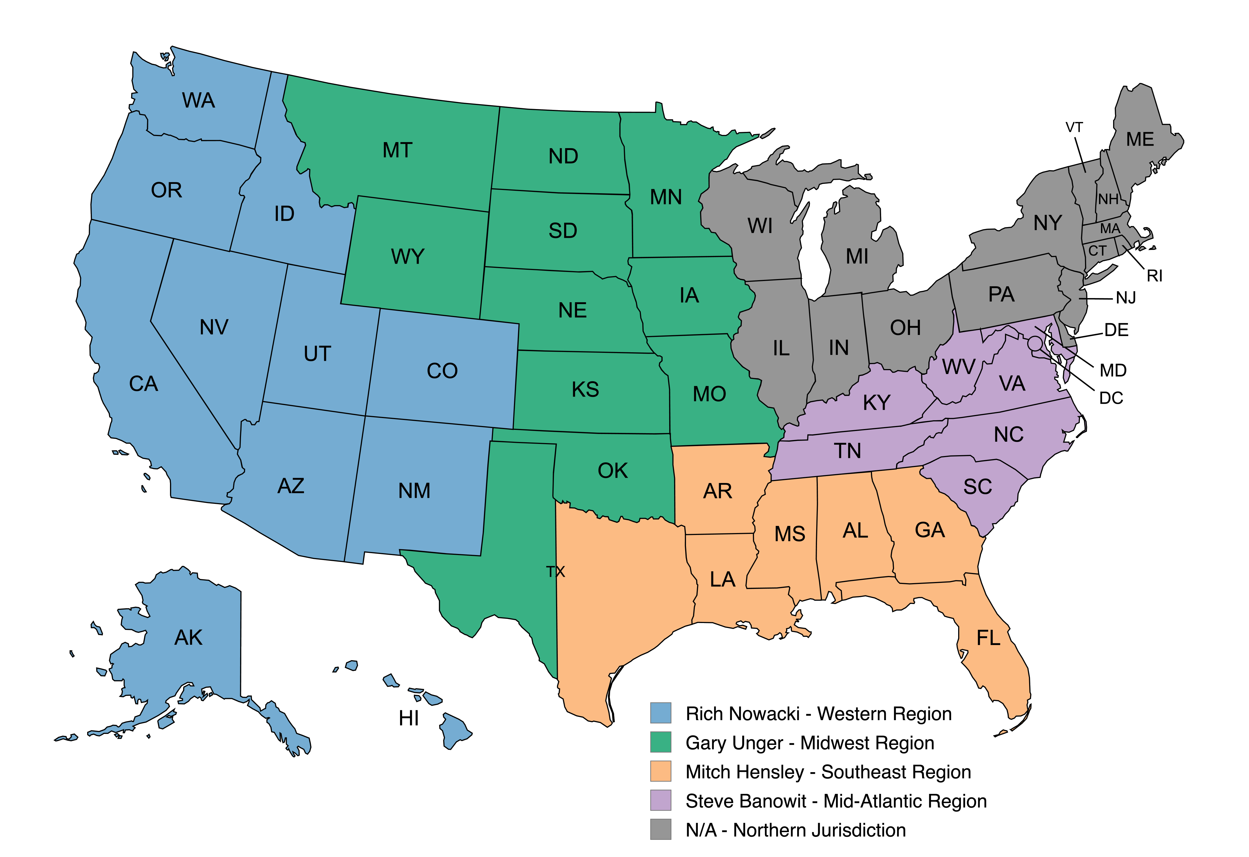 WA
MT
ND
MN
OR
ID
WY
SD
WI
MI
NY
VT
NH
ME
MA
CT
RI
NV
UT
CO
NE
IA
IL
IN
OH
PA
NJ
DE
MD
DC
CA
KS
MO
KY
WV
VA
AZ
NM
OK
AR
TN
NC
SC
TX
LA
MS
AL
GA
FL
AK
HI
Rich Nowacki - Western Region
Gary Unger - Midwest Region
Mitch Hensley - Southeast Region
Steve Banowit - Mid-Atlantic Region
N/A - Northern Jurisdiction